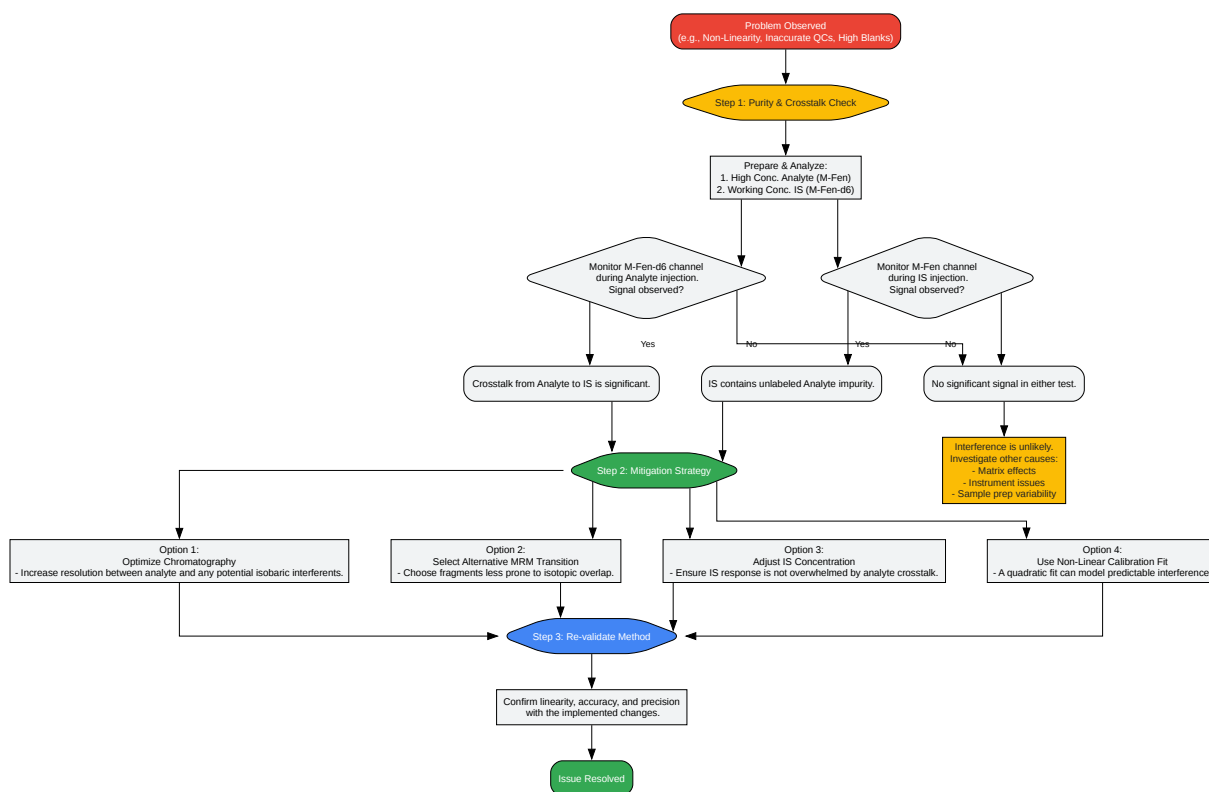 Problem Observed
(e.g., Non-Linearity, Inaccurate QCs, High Blanks)
Step 1: Purity & Crosstalk Check
Prepare & Analyze:
1. High Conc. Analyte (M-Fen)
2. Working Conc. IS (M-Fen-d6)
Monitor M-Fen-d6 channel
during Analyte injection.
Signal observed?
Monitor M-Fen channel
during IS injection.
Signal observed?
Yes
No
Yes
No
Crosstalk from Analyte to IS is significant.
IS contains unlabeled Analyte impurity.
No significant signal in either test.
Interference is unlikely.
Investigate other causes:
- Matrix effects
- Instrument issues
- Sample prep variability
Step 2: Mitigation Strategy
Option 1:
Optimize Chromatography
- Increase resolution between analyte and any potential isobaric interferents.
Option 2:
Select Alternative MRM Transition
- Choose fragments less prone to isotopic overlap.
Option 3:
Adjust IS Concentration
- Ensure IS response is not overwhelmed by analyte crosstalk.
Option 4:
Use Non-Linear Calibration Fit
- A quadratic fit can model predictable interference
Step 3: Re-validate Method
Confirm linearity, accuracy, and precision
with the implemented changes.
Issue Resolved